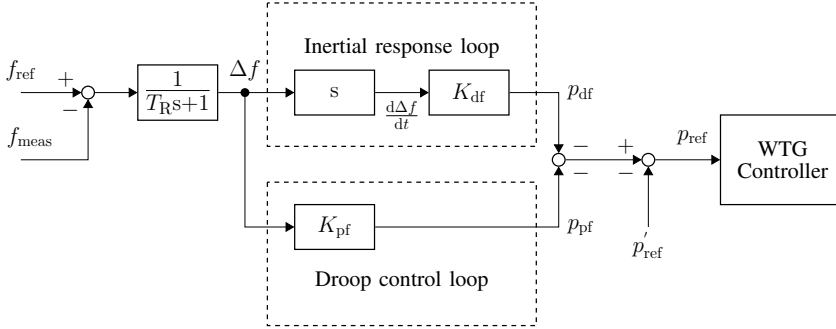 Inertial response loop
f_ref
+
−
f_meas
1
T_R s+1
Δf
s
dΔf
dt
K_df
p_df
−
−
+
−
p_ref
WTG
Controller
K_pf
p_pf
p'_ref
Droop control loop